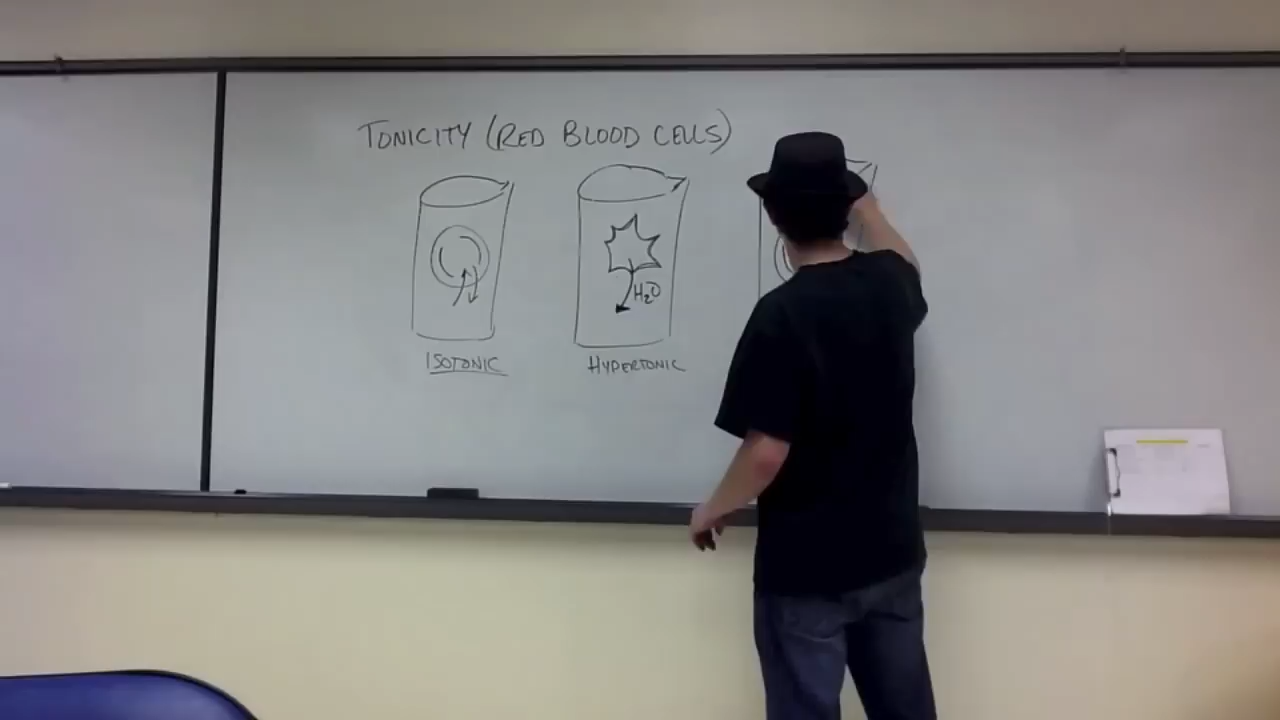 TONICITY (RED BLOOD CELLS)
H₂O
ISOTONIC
HYPERTONIC